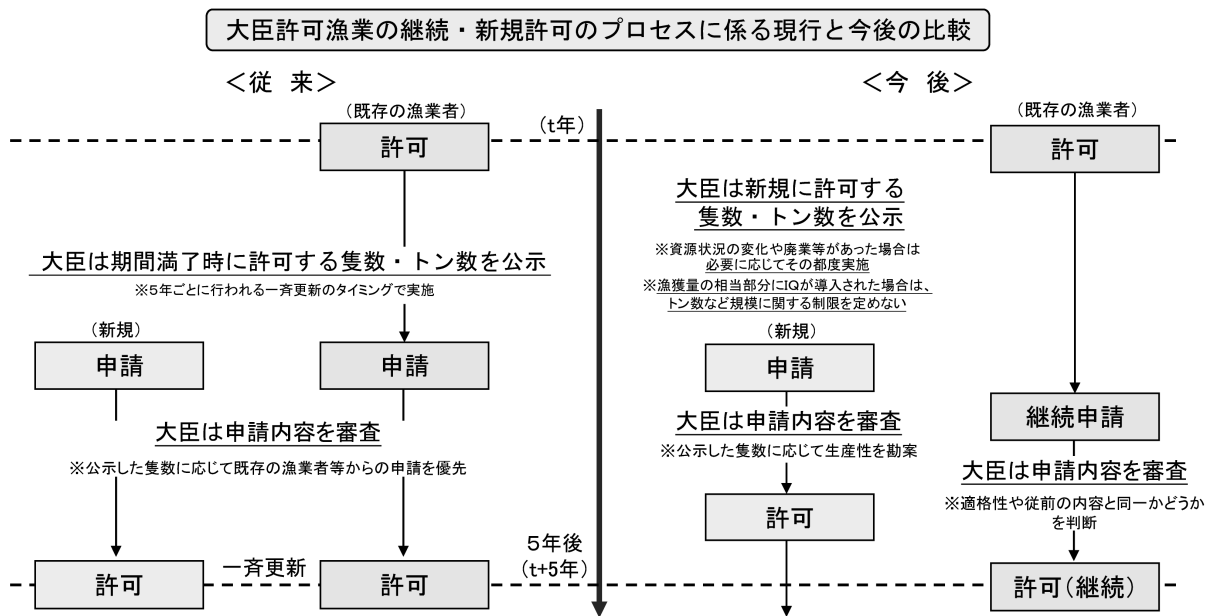 大臣許可漁業の継続・新規許可のプロセスに係る現行と今後の比較
＜従 来＞
（既存の漁業者）
許可
大臣は期間満了時に許可する隻数・トン数を公示
※５年ごとに行われる一斉更新のタイミングで実施
（新規）
申請
申請
大臣は申請内容を審査
※公示した隻数に応じて既存の漁業者等からの申請を優先
許可
一斉更新
許可
（t年）
５年後
（t+5年）
＜今 後＞
（既存の漁業者）
許可
大臣は新規に許可する
隻数・トン数を公示
※資源状況の変化や廃業等があった場合は
必要に応じてその都度実施
※漁獲量の相当部分にIQが導入された場合は、
トン数など規模に関する制限を定めない
（新規）
申請
大臣は申請内容を審査
※公示した隻数に応じて生産性を勘案
許可
継続申請
大臣は申請内容を審査
※適格性や従前の内容と同一かどうか
を判断
許可（継続）